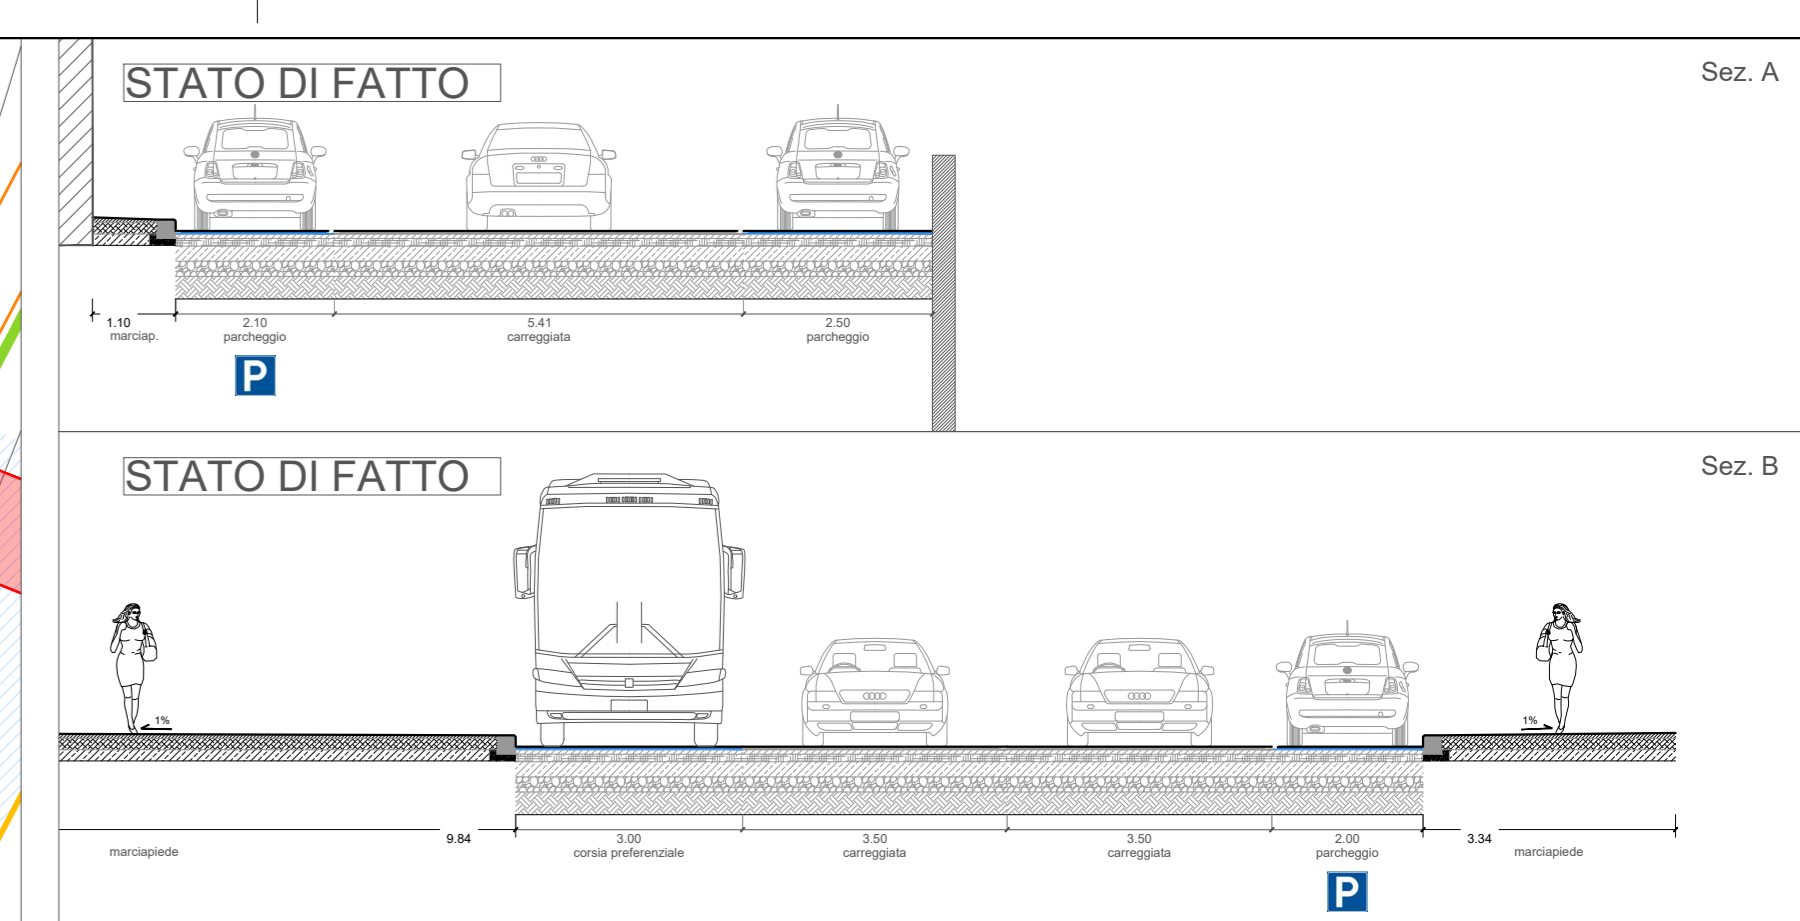 STATO DI FATTO
Sez. A
1.10
2.10
5.41
2.50
marciap.
parcheggio
carreggiata
parcheggio
P
STATO DI FATTO
Sez. B
1%
1%
9.84
3.00
3.50
3.50
2.00
3.34
marciapiede
corsia preferenziale
carreggiata
carreggiata
parcheggio
marciapiede
P